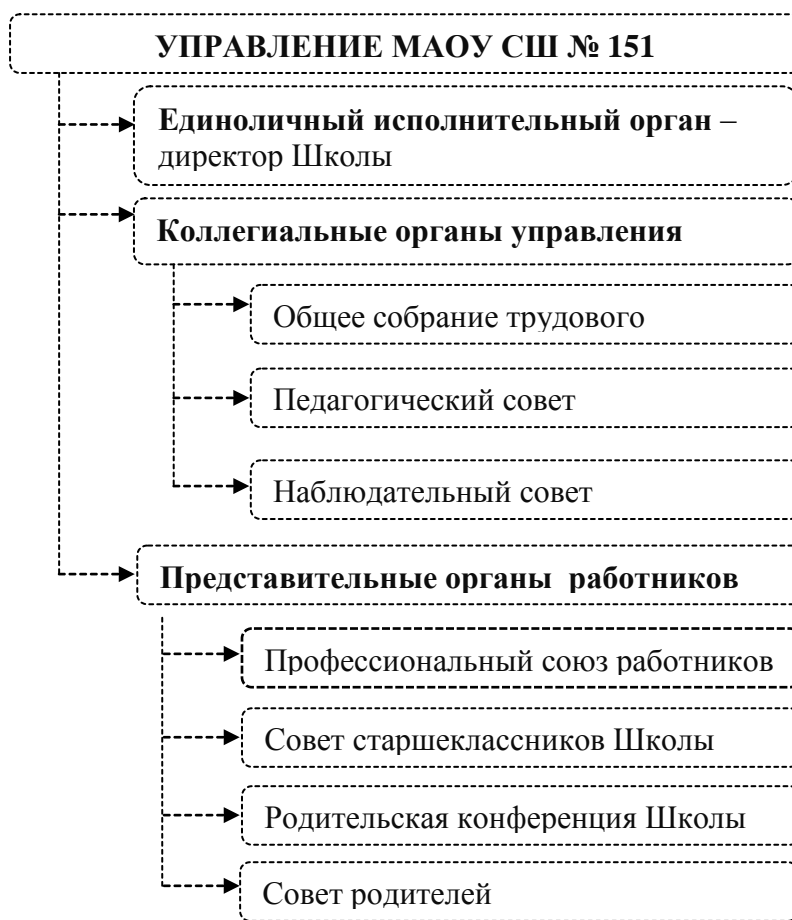 УПРАВЛЕНИЕ МАОУ СШ № 151
Единоличный исполнительный орган –
директор Школы
Коллегиальные органы управления
Общее собрание трудового
Педагогический совет
Наблюдательный совет
Представительные органы работников
Профессиональный союз работников
Совет старшеклассников Школы
Родительская конференция Школы
Совет родителей